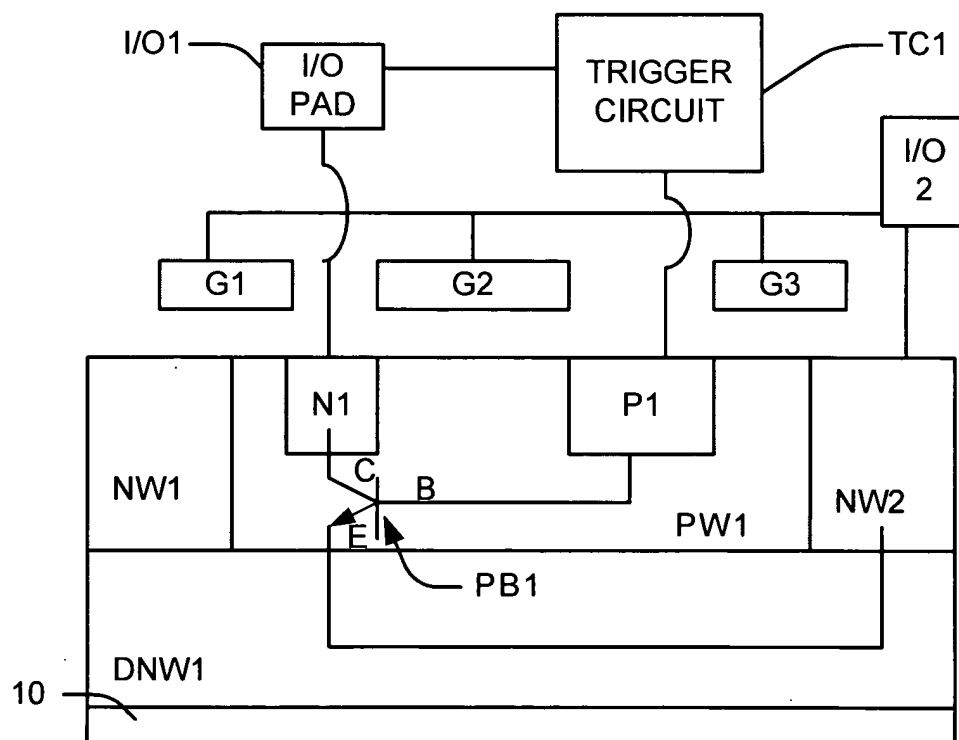 I/O1
I/O
PAD
TRIGGER
CIRCUIT
TC1
I/O
2
G1
G2
G3
N1
P1
C
B
E
NW1
PW1
NW2
PB1
DNW1
10